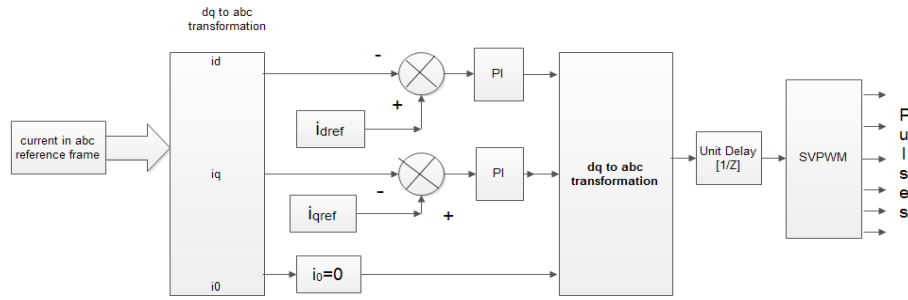 dq to abc
transformation
id
-
PI
+
idref
current in abc
reference frame
iq
-
PI
+
iqref
i0
i0=0
dq to abc
transformation
Unit Delay
[1/Z]
SVPWM
Pulses